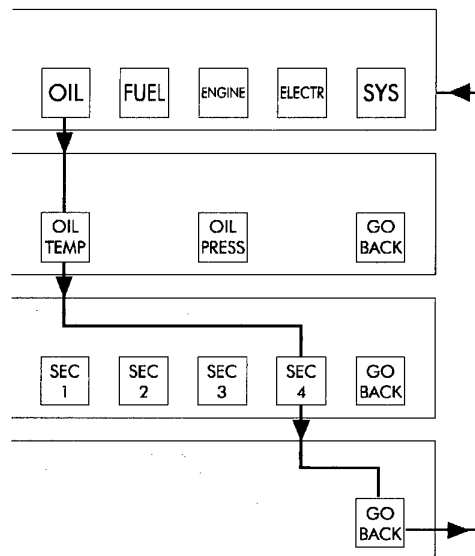 OIL FUEL ENGINE ELECTR SYS
OIL
TEMP
OIL
PRESS
GO
BACK
SEC
1
SEC
2
SEC
3
SEC
4
GO
BACK
GO
BACK